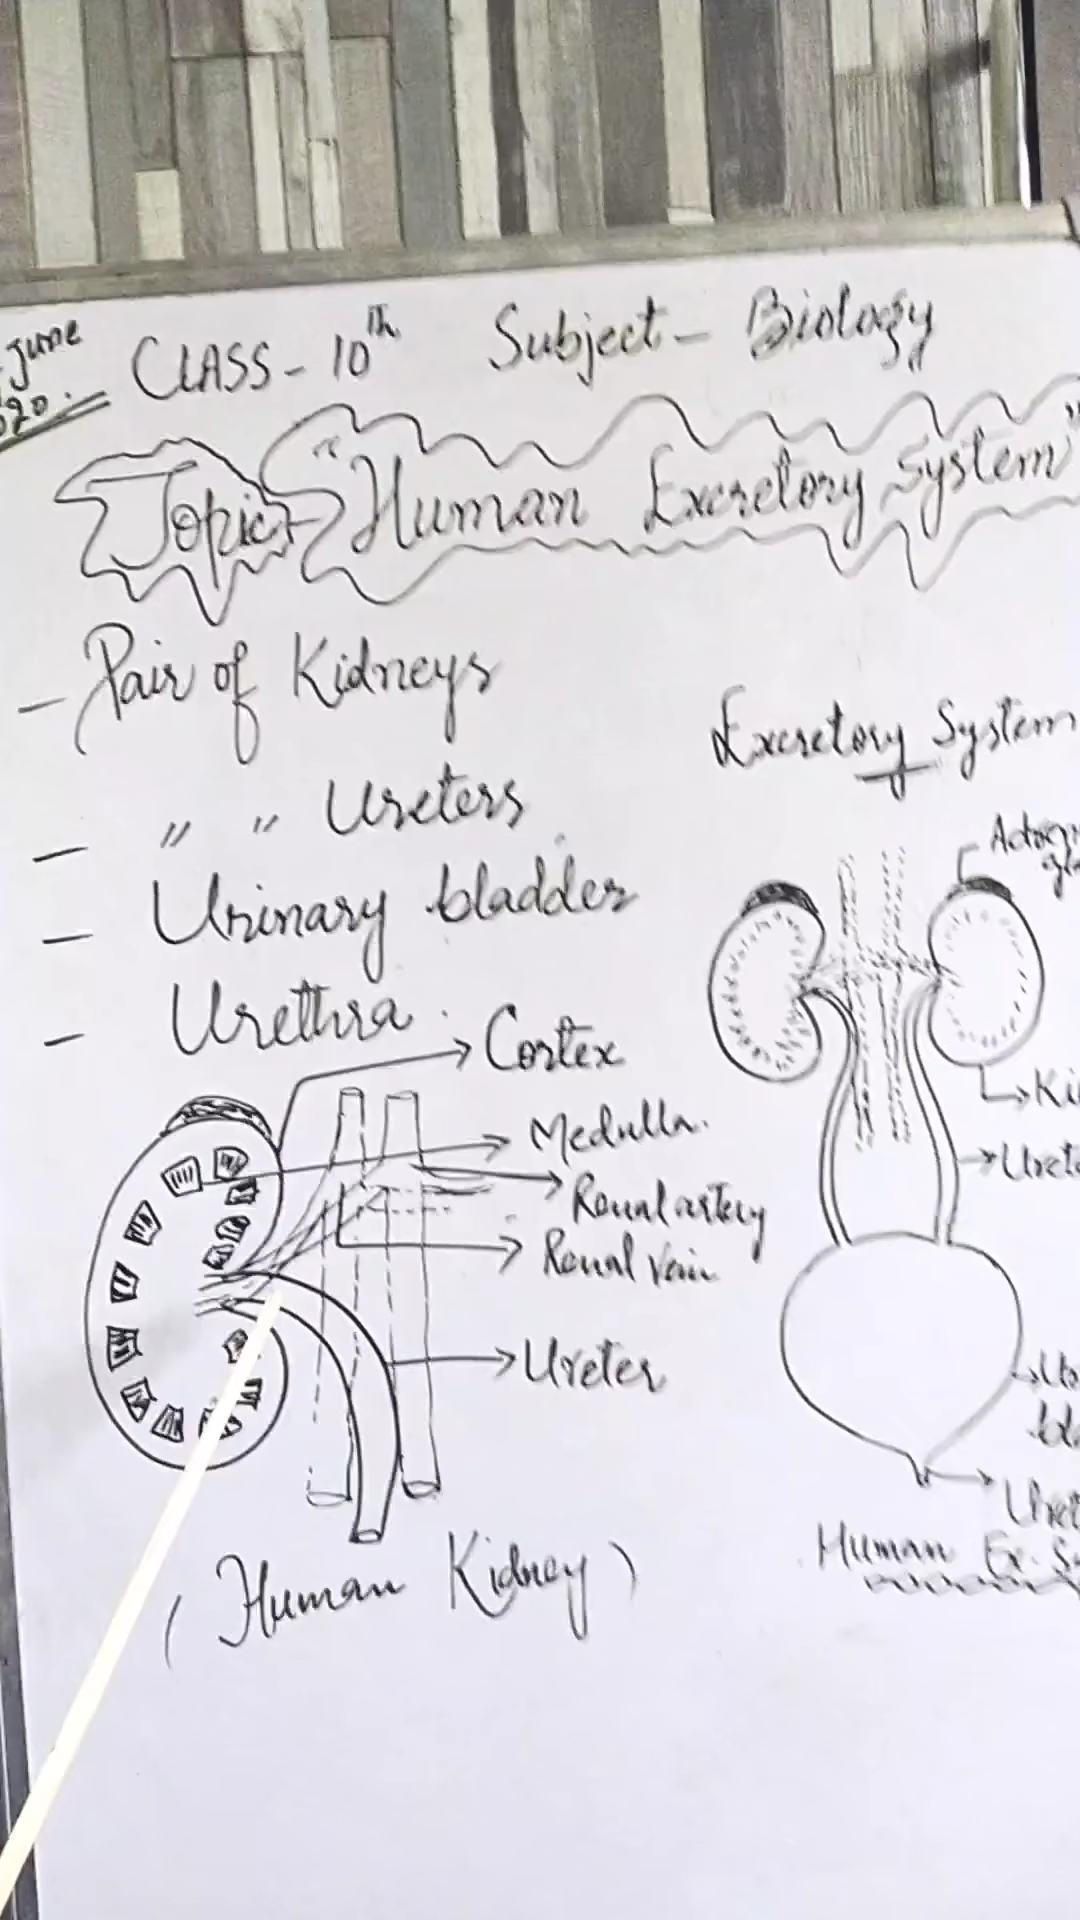 June
CLASS - 10th Subject - Biology
020.
Topic - "Human Excretory System"
- Pair of Kidneys
- " " Ureters
- Urinary bladder
- Urethra.
Cortex
Medulla.
Renal artery
Renal vein
Ureter
(Human Kidney)
Excretory System
Human Ex.